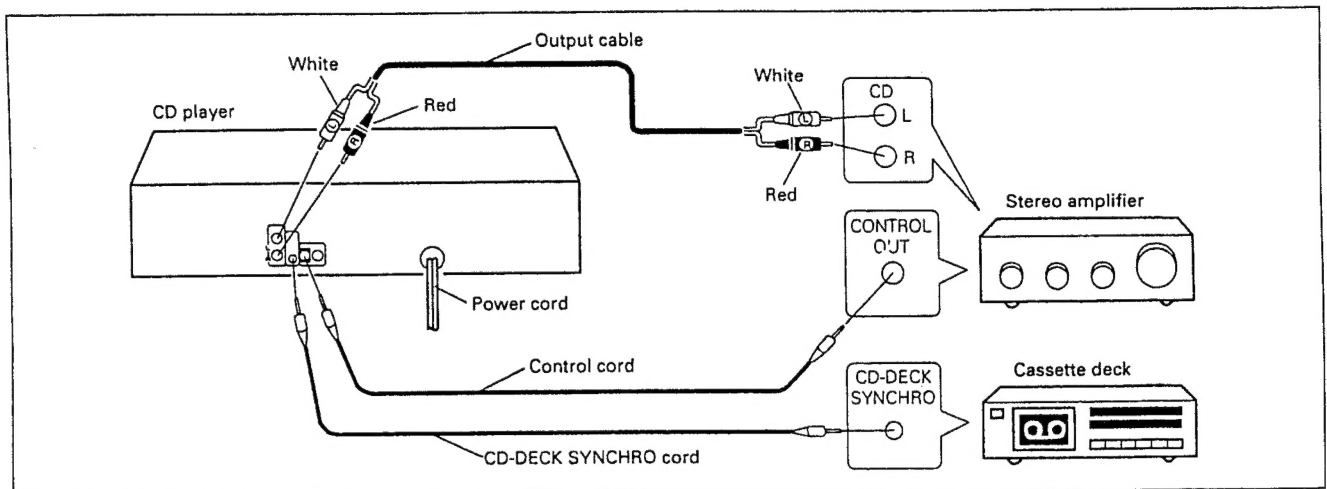 Output cable
White
Red
CD player
White
Red
CD
L
R
L
R
L
R
Stereo amplifier
CONTROL
OUT
Power cord
Control cord
CD-DECK
SYNCHRO
Cassette deck
CD-DECK SYNCHRO cord